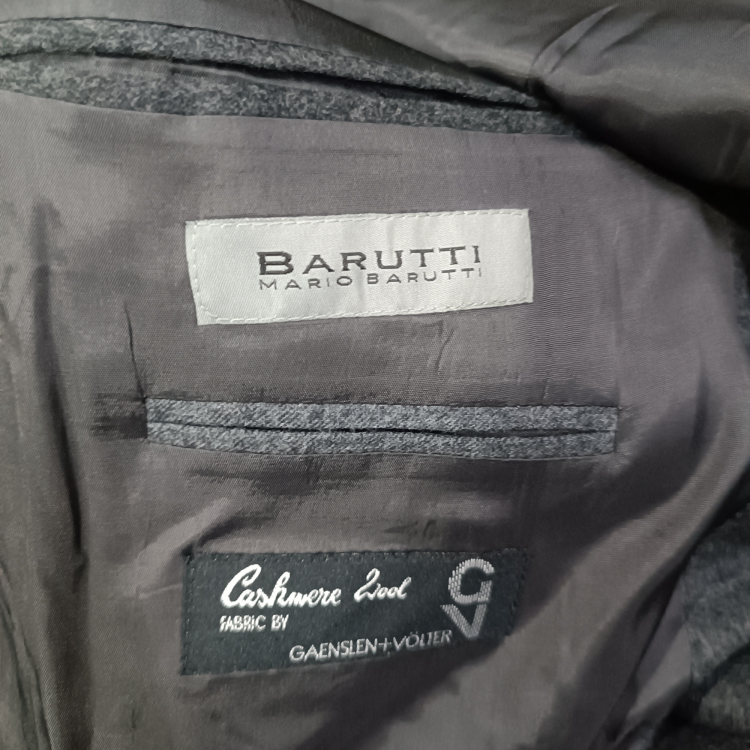 BARUTTI
MARIO BARUTTI
Cashmere Wool
FABRIC BY
GAENSLEN+VÖLTER
GV